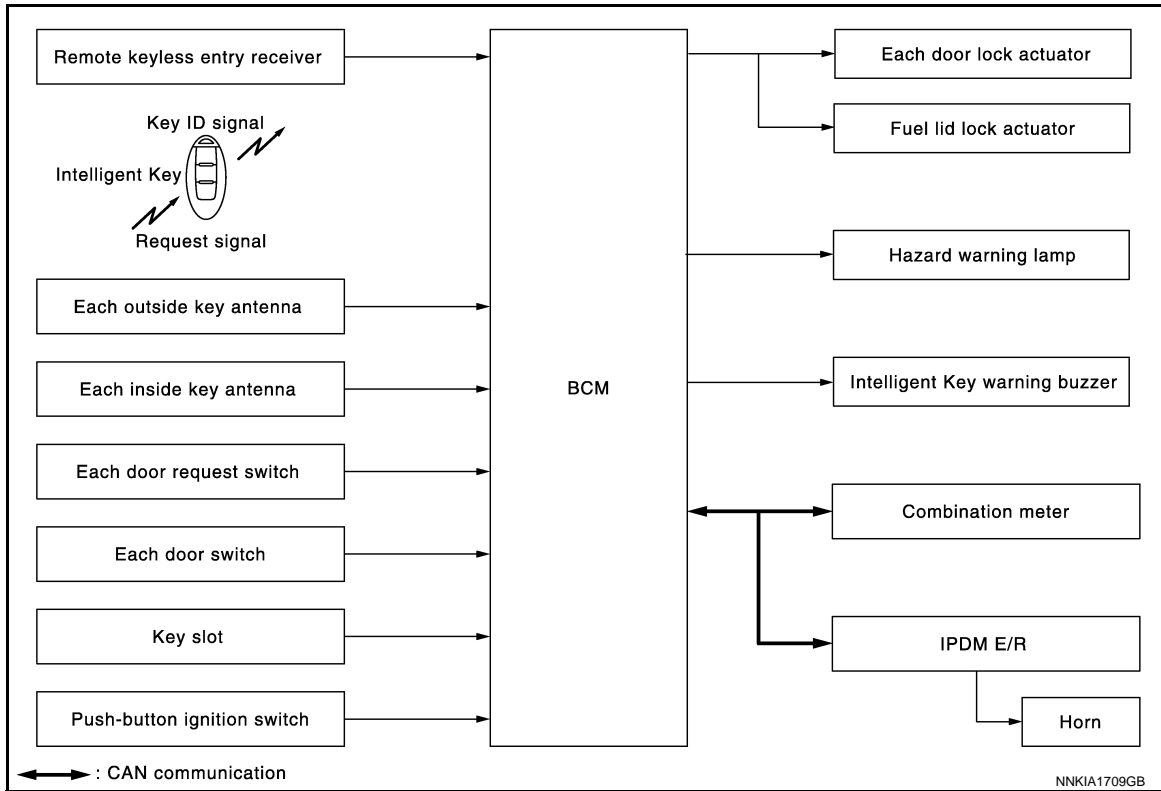 Remote keyless entry receiver
Key ID signal
Intelligent Key
Request signal
Each outside key antenna
Each inside key antenna
Each door request switch
Each door switch
Key slot
Push-button ignition switch
: CAN communication
BCM
Each door lock actuator
Fuel lid lock actuator
Hazard warning lamp
Intelligent Key warning buzzer
Combination meter
IPDM E/R
Horn
NNKIA1709GB